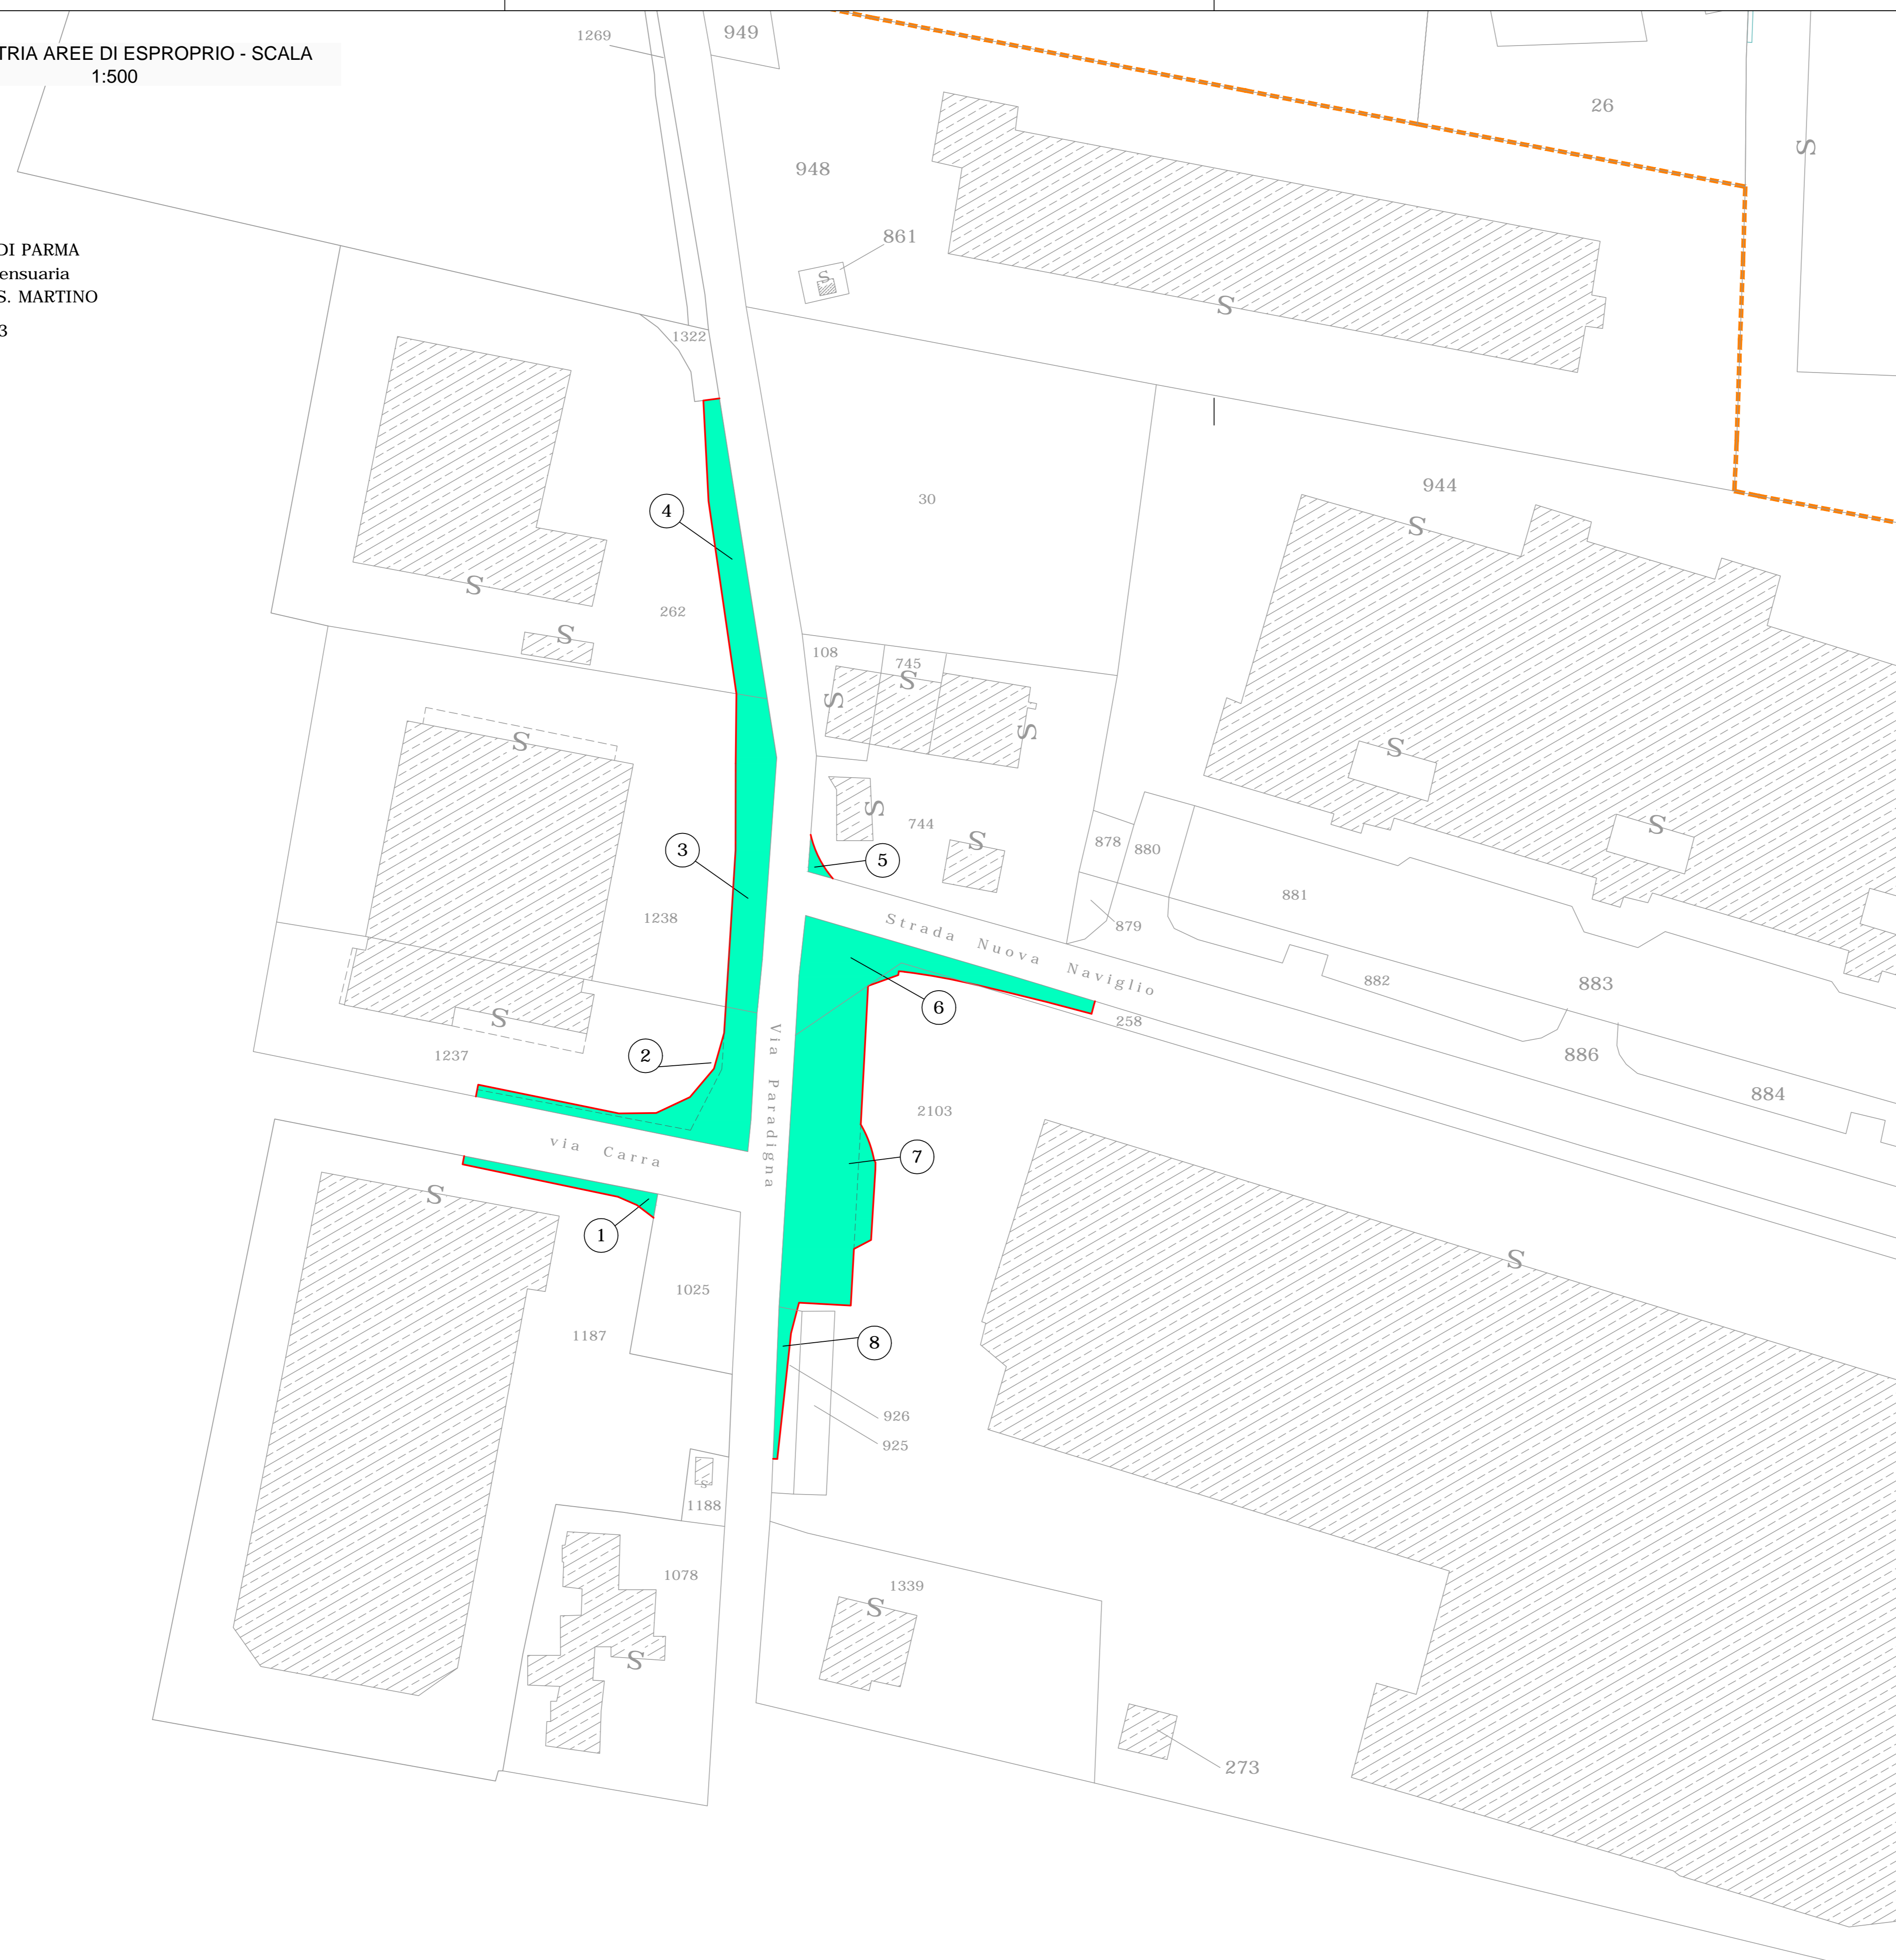 TRIA AREE DI ESPROPRIO - SCALA
1:500
DI PARMA
ensuaria
S. MARTINO
3
1269
949
26
S
948
861
S
S
1322
4
30
944
S
S
262
S
108
745
S
S
S
S
S
S
744
S
S
878
880
3
5
1238
881
879
Strada Nuova Naviglio
882
883
6
S
258
2
1237
Via Paradigna
886
884
2103
via Carra
7
S
1
S
1025
1187
8
926
925
S
1188
1078
1339
S
S
273